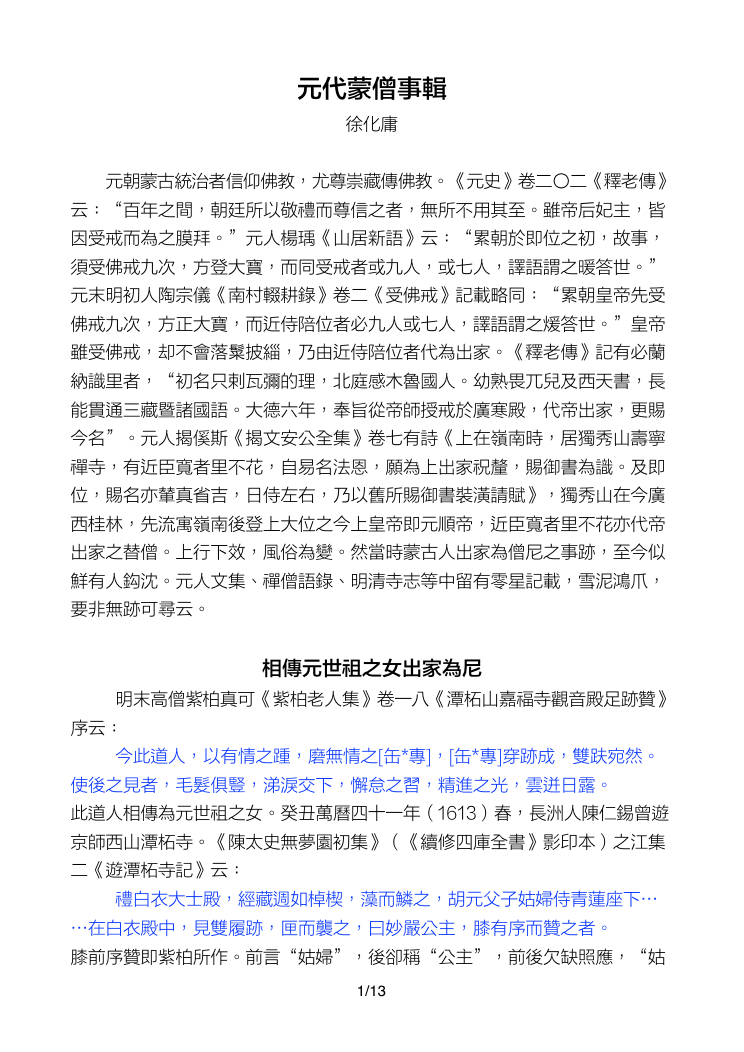 元代蒙僧事輯
徐化庸
元朝蒙古統治者信仰佛教，尤尊崇藏傳佛教。《元史》卷二〇二《釋老傳》
云：“百年之間，朝廷所以敬禮而尊信之者，無所不用其至。雖帝后妃主，皆
因受戒而為之膜拜。”元人楊瑀《山居新語》云：“累朝於即位之初，故事，
須受佛戒九次，方登大寶，而同受戒者或九人，或七人，譯語謂之暖答世。”
元末明初人陶宗儀《南村輟耕錄》卷二《受佛戒》記載略同：“累朝皇帝先受
佛戒九次，方正大寶，而近侍陪位者必九人或七人，譯語謂之煖答世。”皇帝
雖受佛戒，却不會落髮披緇，乃由近侍陪位者代為出家。《釋老傳》記有必蘭
納識里者，“初名只剌瓦彌的理，北庭感木魯國人。幼熟畏兀兒及西天書，長
能貫通三藏暨諸國語。大德六年，奉旨從帝師授戒於廣寒殿，代帝出家，更賜
今名”。元人揭傒斯《揭文安公全集》卷七有詩《上在嶺南時，居獨秀山壽寧
禪寺，有近臣寬者里不花，自易名法恩，願為上出家祝釐，賜御書為識。及即
位，賜名亦輦真省吉，日侍左右，乃以舊所賜御書裝潢請賦》，獨秀山在今廣
西桂林，先流寓嶺南後登上大位之今上皇帝即元順帝，近臣寬者里不花亦代帝
出家之替僧。上行下效，風俗為變。然當時蒙古人出家為僧尼之事跡，至今似
鮮有人鈎沈。元人文集、禪僧語錄、明清寺志等中留有零星記載，雪泥鴻爪，
要非無跡可尋云。
相傳元世祖之女出家為尼
明末高僧紫柏真可《紫柏老人集》卷一八《潭柘山嘉福寺觀音殿足跡贊》
序云：
今此道人，以有情之踵，磨無情之[缶*專]，[缶*專]穿跡成，雙趺宛然。
使後之見者，毛髮俱豎，涕淚交下，懈怠之習，精進之光，雲迸日露。
此道人相傳為元世祖之女。癸丑萬曆四十一年（1613）春，長洲人陳仁錫曾遊
京師西山潭柘寺。《陳太史無夢園初集》（《續修四庫全書》影印本）之江集
二《遊潭柘寺記》云：
禮白衣大士殿，經藏週如棹楔，藻而鱗之，胡元父子姑婦侍青蓮座下…
…在白衣殿中，見雙履跡，匣而襲之，曰妙嚴公主，膝有序而贊之者。
膝前序贊即紫柏所作。前言“姑婦”，後卻稱“公主”，前後欠缺照應，“姑
1/13